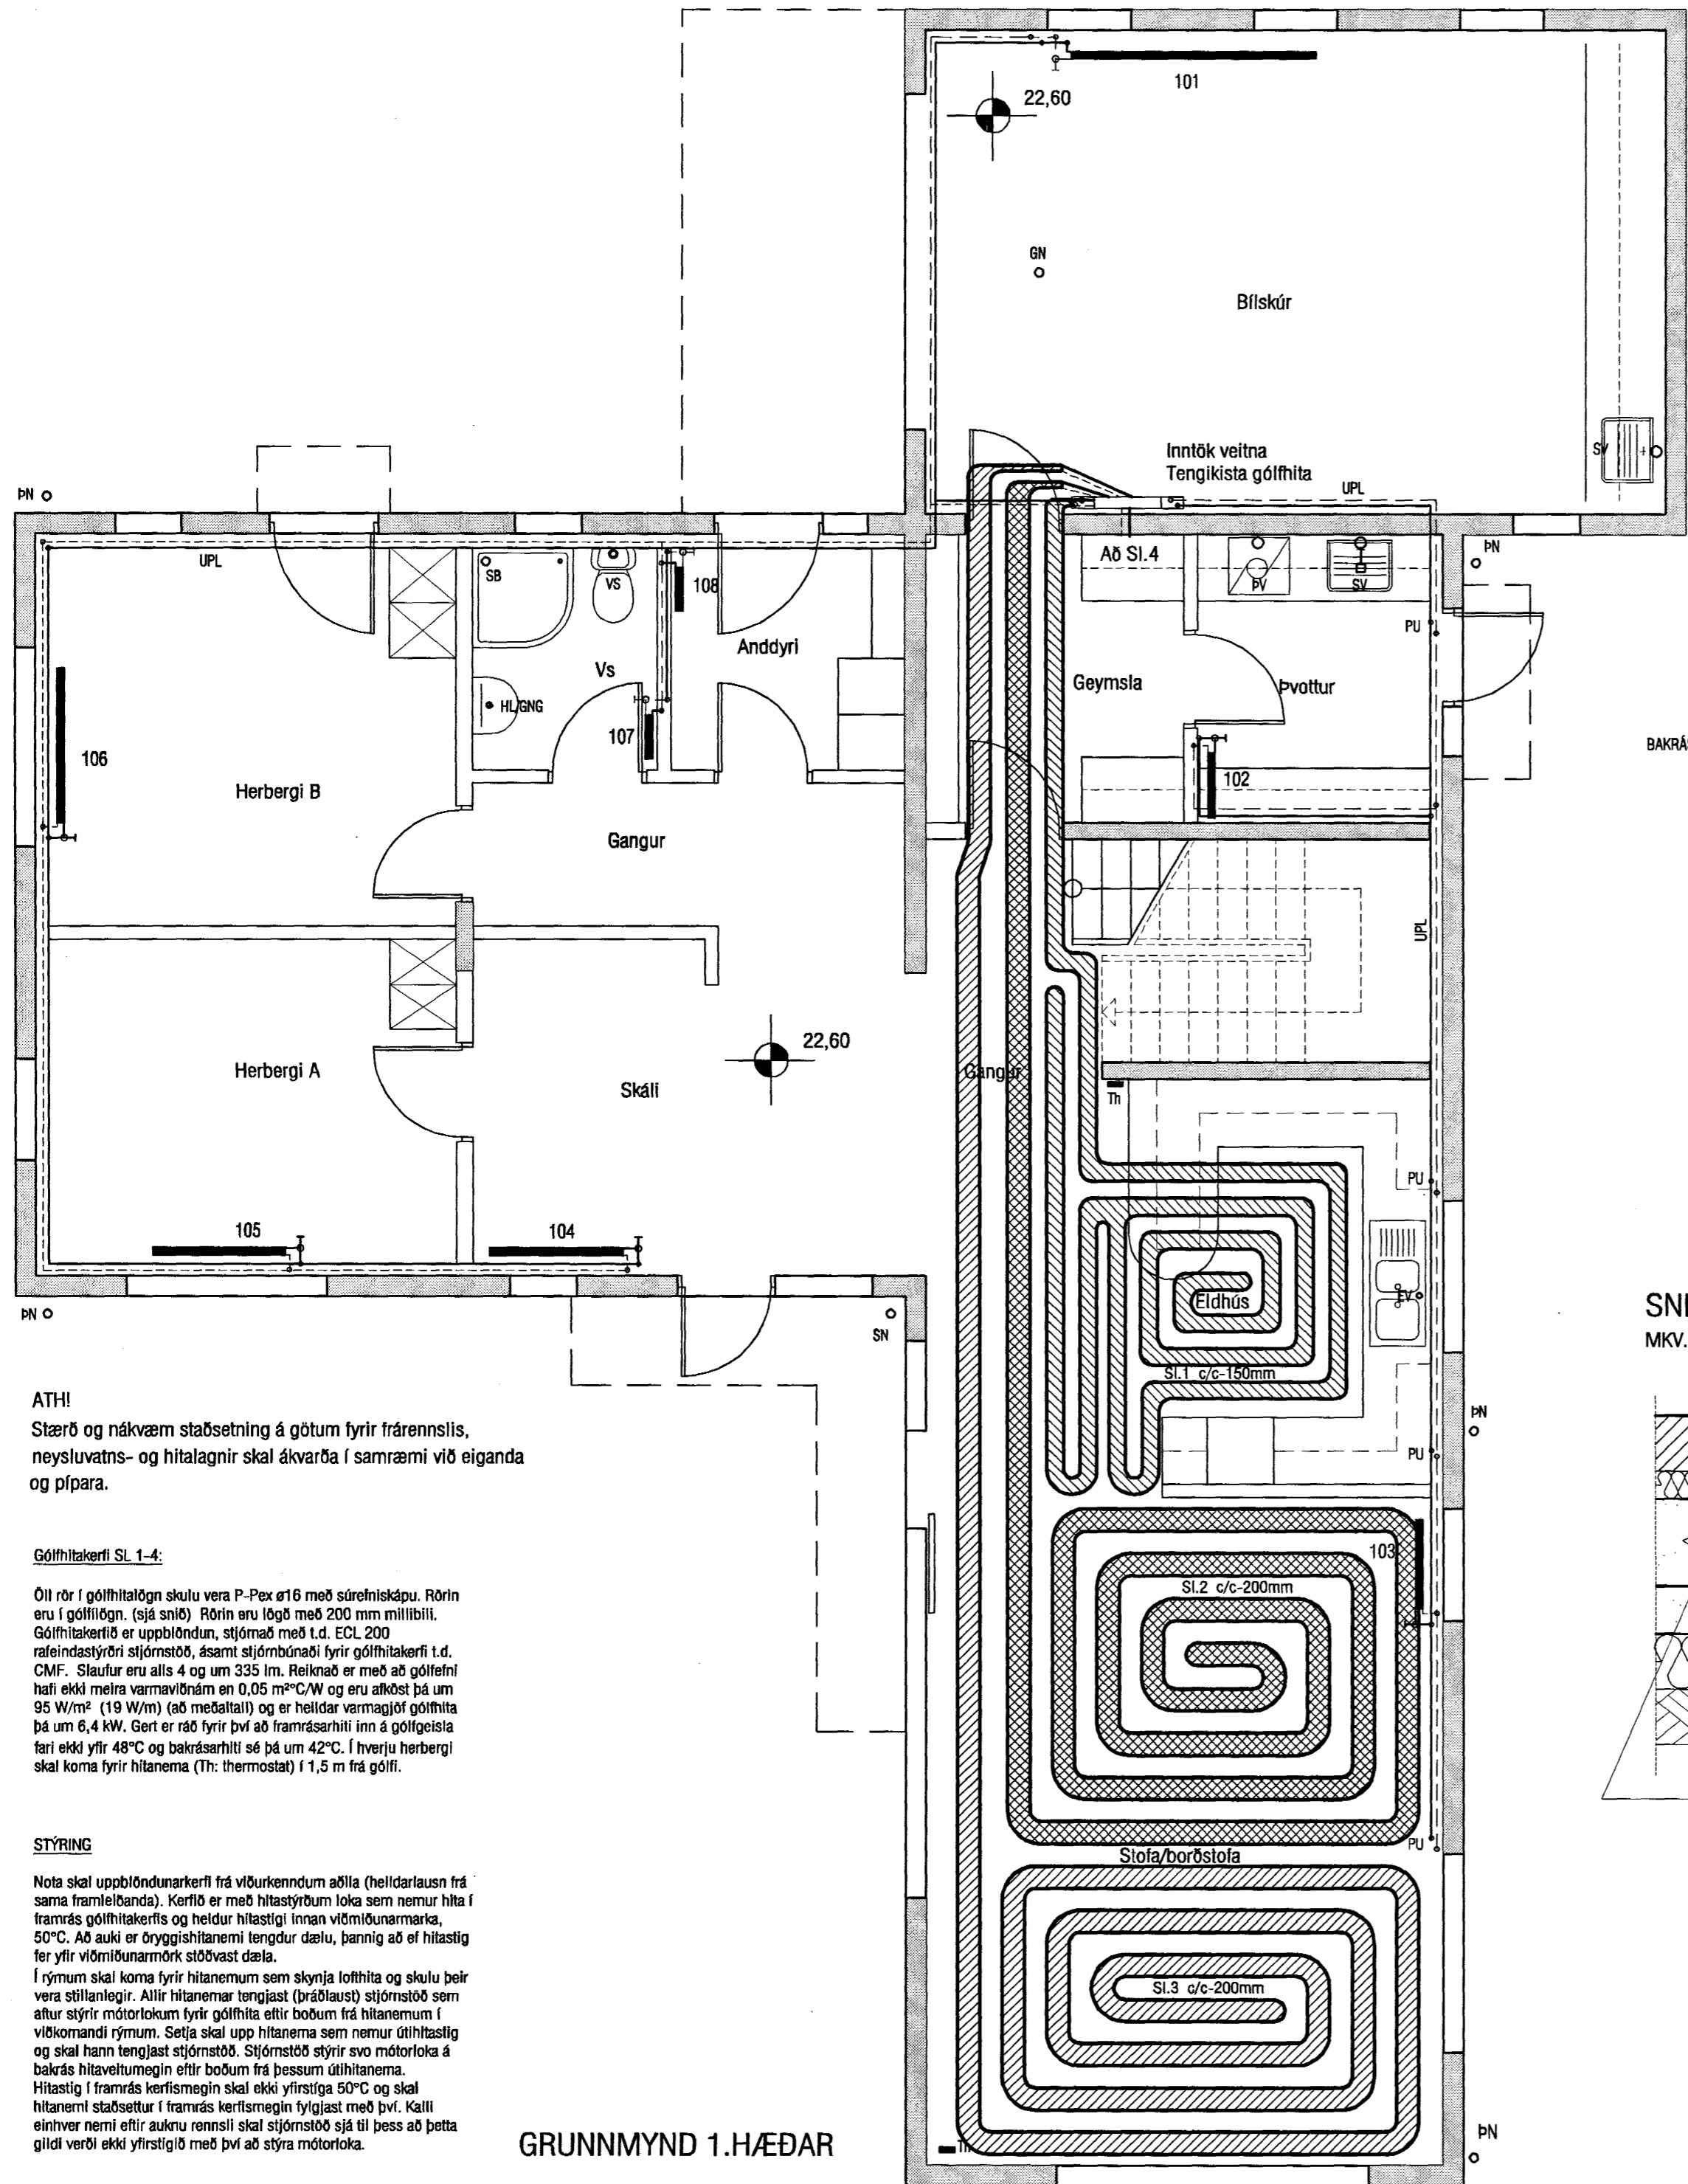 101
22,60
GN
Bílskúr
Inntök veitna
Tengikista gólfhita
UPL
SV
ÞN
UPL
SB
VS
108
Að Sl.4
ÞV
SV
ÞN
PU
Anddyri
Vs
Geymsla
Þvottur
HL/GNG
107
BAKRÁS
106
102
Herbergi B
Gangur
UPL
22,60
Herbergi A
Skáli
Gangur
Th
PU
105
104
Eldhús
EV
ÞN
SN
MKV.
Sl.1 c/c-150mm
ATH!
Stærð og nákvæm staðsetning á götum fyrir frárennslis,
neysluvatns- og hitalagnir skal ákvarða í samræmi við eiganda
og pípara.
ÞN
PU
Gólfhitakerfi SL 1-4:
103
Öll rör í gólfhitalögn skulu vera P-Pex ø16 með súrefniskápu. Rörin
eru í gólfílögn. (sjá snið) Rörin eru lögð með 200 mm millibili.
Gólfhitakerfið er uppblöndun, stjórnað með t.d. ECL 200
rafeindastýrðri stjórnstöð, ásamt stjórnbúnaði fyrir gólfhitakerfi t.d.
CMF. Slaufur eru alls 4 og um 335 lm. Reiknað er með að gólfefni
hafi ekki meira varmaviðnám en 0,05 m²°C/W og eru afköst þá um
95 W/m² (19 W/m) (að meðaltali) og er heildar varmagjöf gólfhita
þá um 6,4 kW. Gert er ráð fyrir því að framrásarhiti inn á gólfgeisla
fari ekki yfir 48°C og bakrásarhiti sé þá um 42°C. Í hverju herbergi
skal koma fyrir hitanema (Th: thermostat) í 1,5 m frá gólfi.
Sl.2 c/c-200mm
PU
STÝRING
Stofa/borðstofa
Nota skal uppblöndunarkerfi frá viðurkenndum aðila (heildarlausn frá
sama framleiðanda). Kerfið er með hitastýrðum loka sem nemur hita í
framrás gólfhitakerfis og heldur hitastigi innan viðmiðunarmarka,
50°C. Að auki er öryggishitanemi tengdur dælu, þannig að ef hitastig
fer yfir viðmiðunarmörk stöðvast dæla.
Í rýmum skal koma fyrir hitanemum sem skynja lofthita og skulu þeir
vera stillanlegir. Allir hitanemar tengjast (þráðlaust) stjórnstöð sem
aftur stýrir mótorlokum fyrir gólfhita eftir boðum frá hitanemum í
viðkomandi rýmum. Setja skal upp hitanema sem nemur útihitastig
og skal hann tengjast stjórnstöð. Stjórnstöð stýrir svo mótorloka á
bakrás hitaveitumegin eftir boðum frá þessum útihitanema.
Hitastig í framrás kerfismegin skal ekki yfirstíga 50°C og skal
hitanemi staðsettur í framrás kerfismegin fylgjast með því. Kalli
einhver nemi eftir auknu rennsli skal stjórnstöð sjá til þess að þetta
gildi verði ekki yfirstigið með því að stýra mótorloka.
Sl.3 c/c-200mm
GRUNNMYND 1.HÆÐAR
Th
ÞN